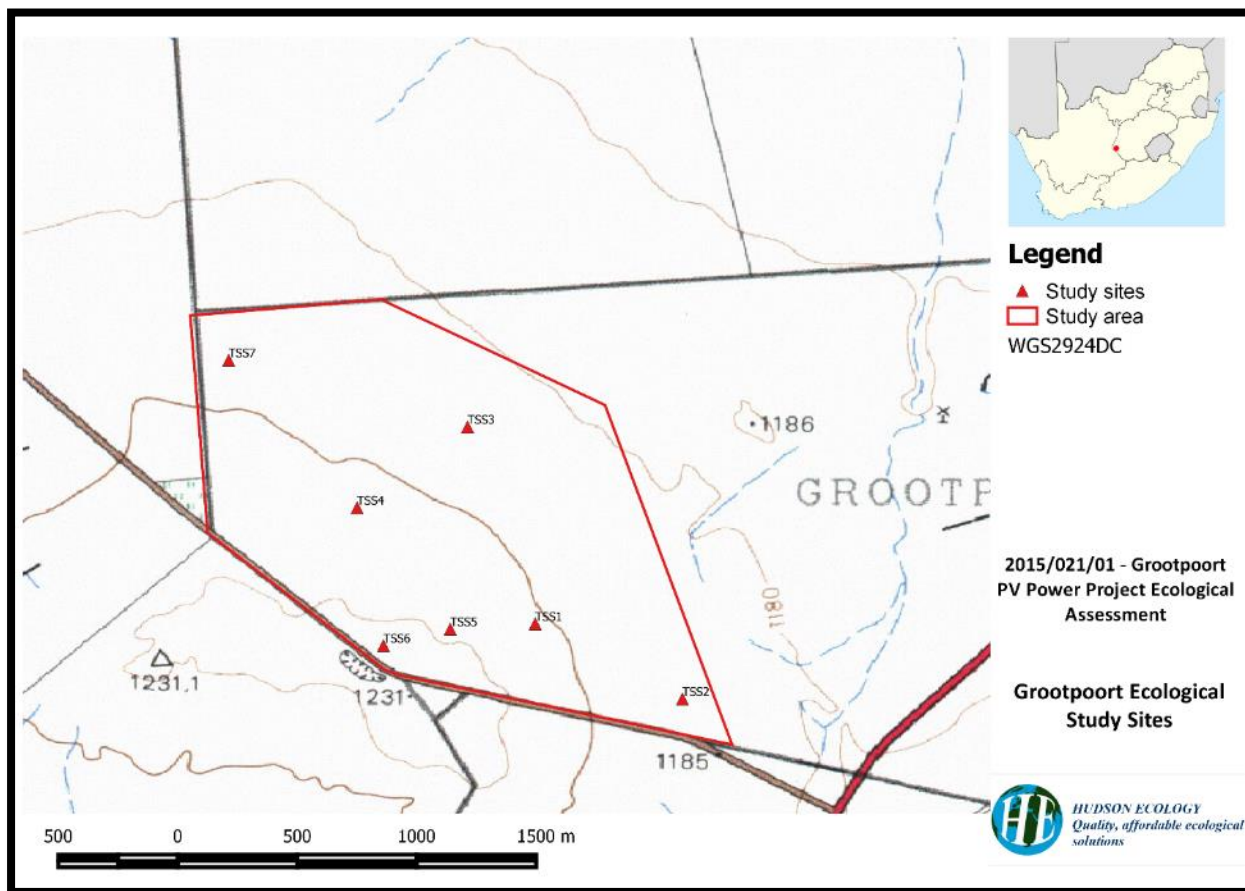 TSS7
TSS3
1186
GROOTP
TSS4
1180
TSS1
TSS5
TSS6
1231,1
1231
TSS2
1185
500 0 500 1000 1500 m
Legend
Study sites
Study area
WGS2924DC
2015/021/01 - Grootpoort
PV Power Project Ecological
Assessment
Grootpoort Ecological
Study Sites
H E
HUDSON ECOLOGY
Quality, affordable ecological
solutions